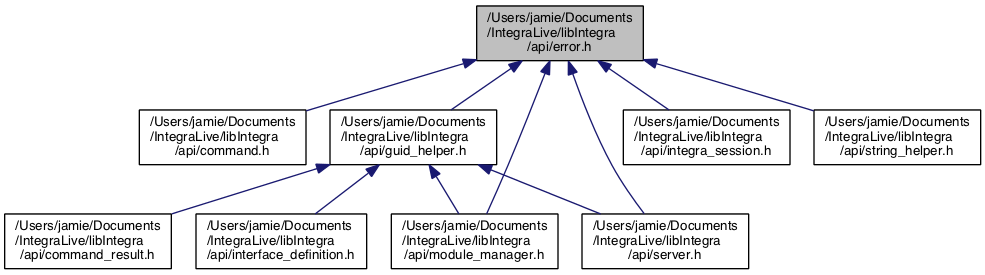 /Users/jamie/Documents
/IntegraLive/libIntegra
/api/error.h
/Users/jamie/Documents
/IntegraLive/libIntegra
/api/command.h
/Users/jamie/Documents
/IntegraLive/libIntegra
/api/guid_helper.h
/Users/jamie/Documents
/IntegraLive/libIntegra
/api/integra_session.h
/Users/jamie/Documents
/IntegraLive/libIntegra
/api/string_helper.h
/Users/jamie/Documents
/IntegraLive/libIntegra
/api/command_result.h
/Users/jamie/Documents
/IntegraLive/libIntegra
/api/interface_definition.h
/Users/jamie/Documents
/IntegraLive/libIntegra
/api/module_manager.h
/Users/jamie/Documents
/IntegraLive/libIntegra
/api/server.h